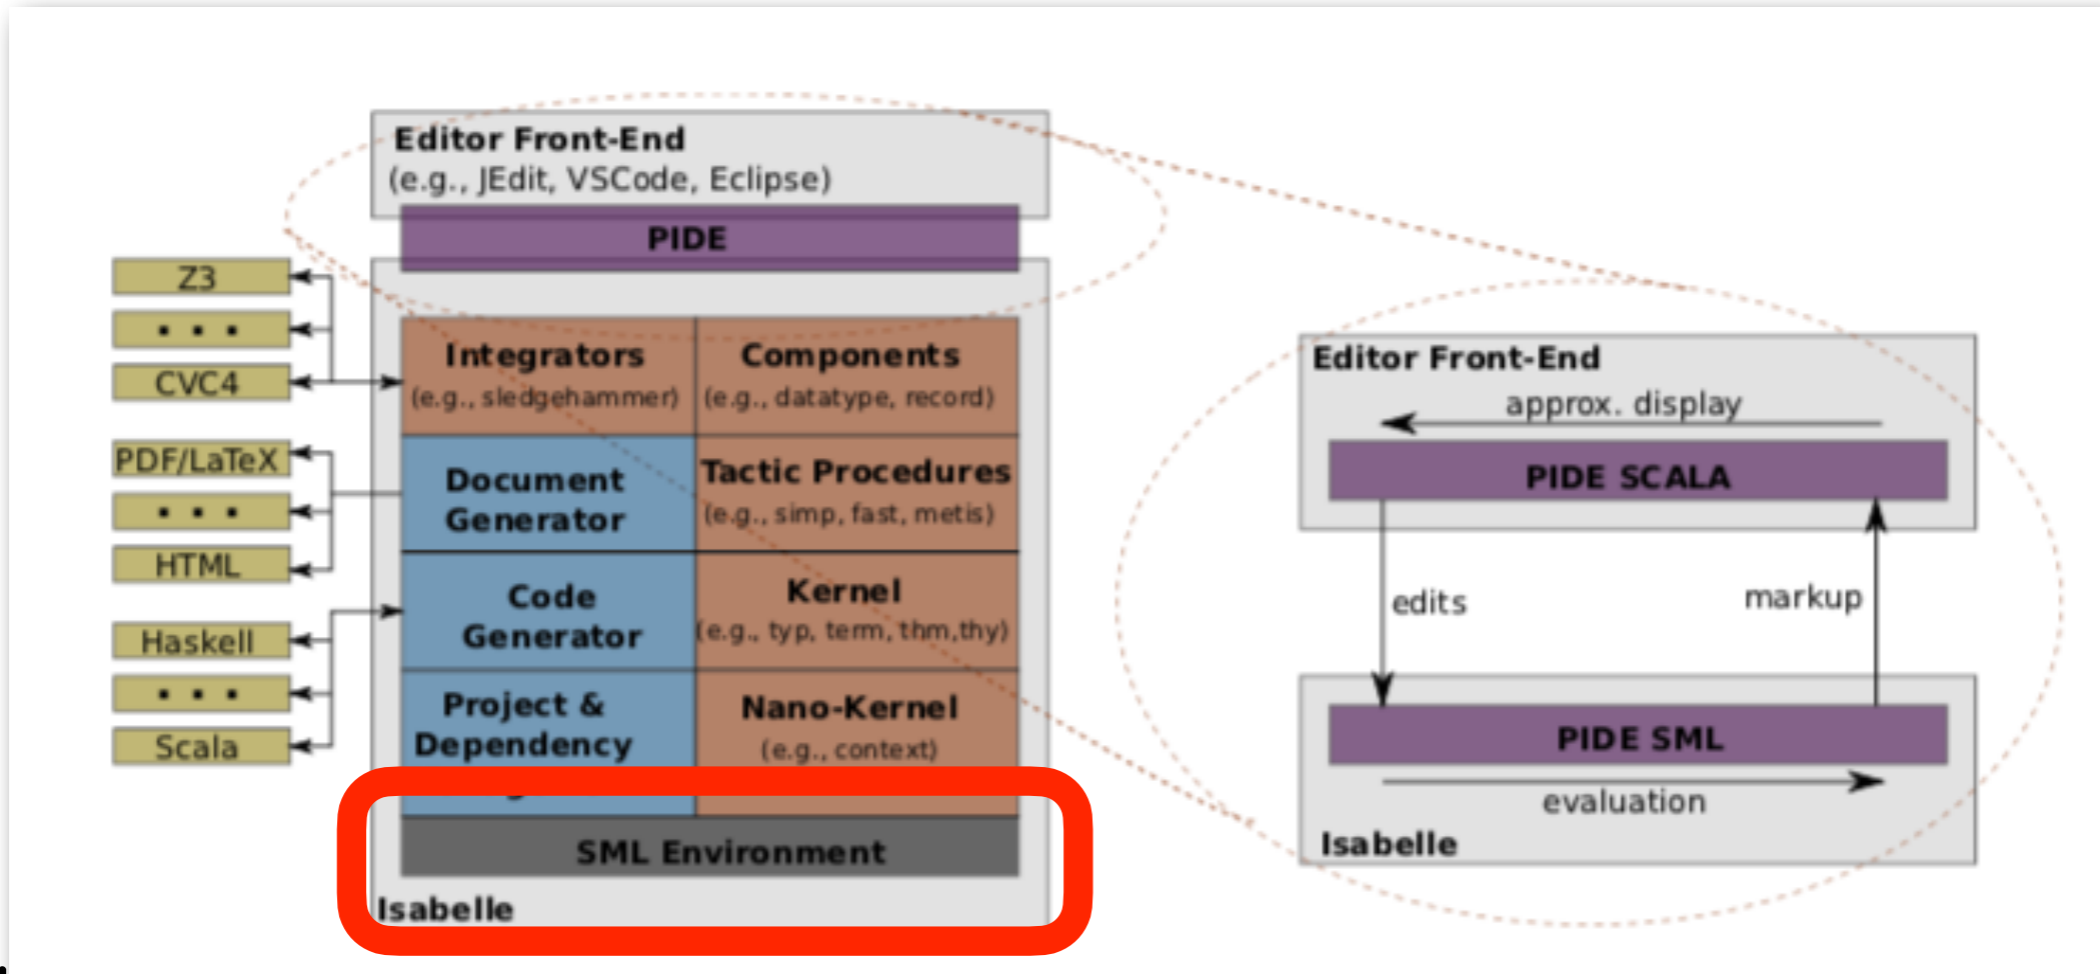 Editor Front-End
(e.g., JEdit, VSCode, Eclipse)
PIDE
Z3
. . .
CVC4
PDF/LaTeX
. . .
HTML
Haskell
. . .
Scala
Integrators
(e.g., sledgehammer)
Components
(e.g., datatype, record)
Document
Generator
Tactic Procedures
(e.g., simp, fast, metis)
Code
Generator
Kernel
(e.g., typ, term, thm,thy)
Project &
Dependency
Nano-Kernel
(e.g., context)
SML Environment
Isabelle
Editor Front-End
approx. display
PIDE SCALA
edits
markup
PIDE SML
evaluation
Isabelle